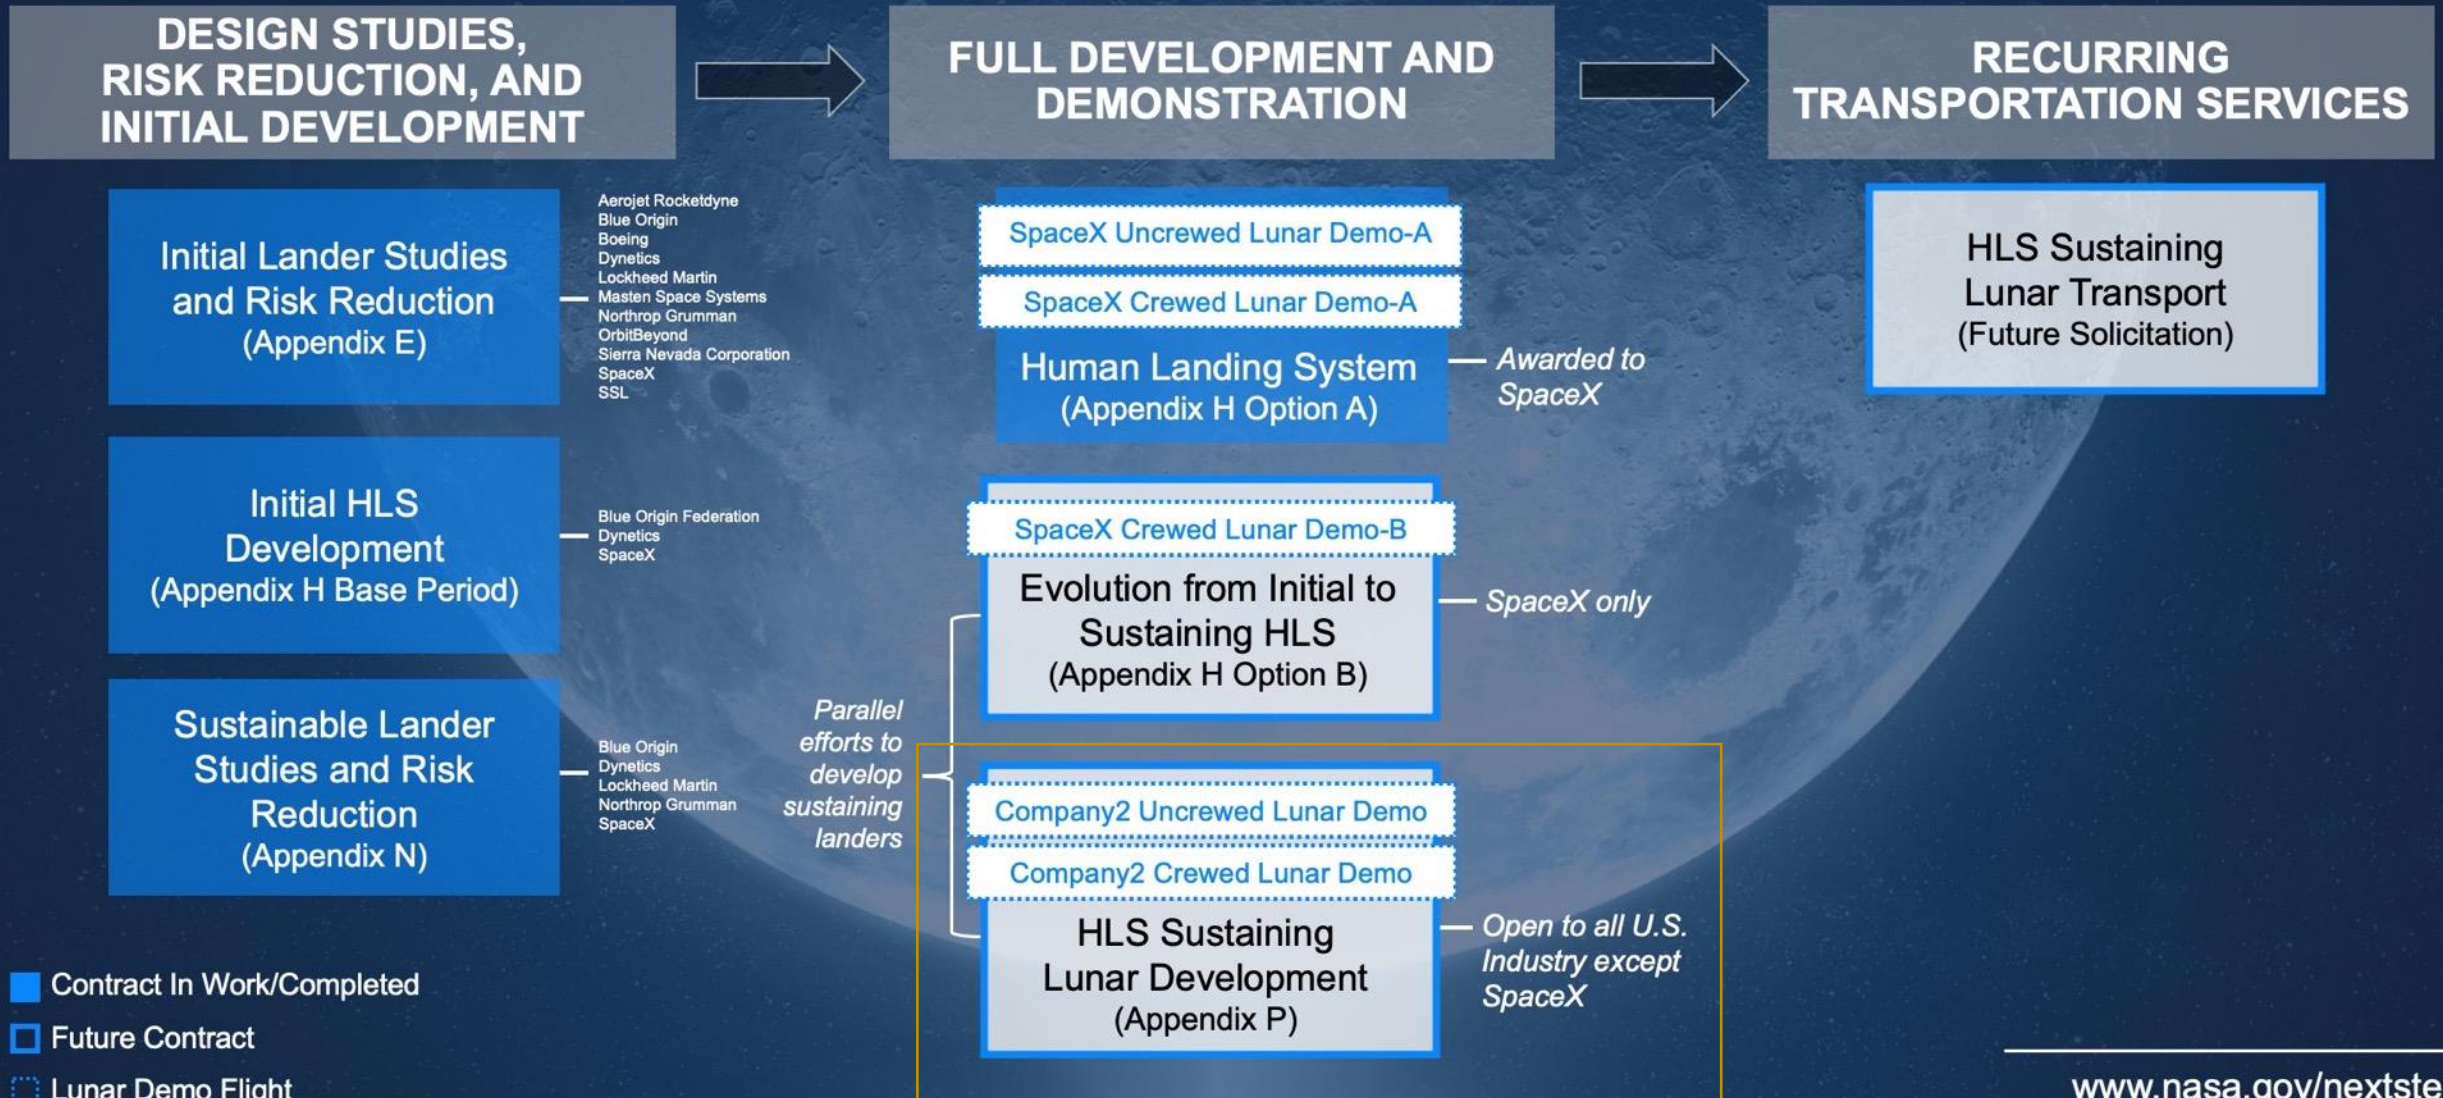 DESIGN STUDIES,
RISK REDUCTION, AND
INITIAL DEVELOPMENT
FULL DEVELOPMENT AND
DEMONSTRATION
RECURRING
TRANSPORTATION SERVICES
Initial Lander Studies
and Risk Reduction
(Appendix E)
Aerojet Rocketdyne
Blue Origin
Boeing
Dynetics
Lockheed Martin
Masten Space Systems
Northrop Grumman
OrbitBeyond
Sierra Nevada Corporation
SpaceX
SSL
Initial HLS
Development
(Appendix H Base Period)
Blue Origin Federation
Dynetics
SpaceX
Sustainable Lander
Studies and Risk
Reduction
(Appendix N)
Blue Origin
Dynetics
Lockheed Martin
Northrop Grumman
SpaceX
SpaceX Uncrewed Lunar Demo-A
SpaceX Crewed Lunar Demo-A
Human Landing System
(Appendix H Option A)
Awarded to
SpaceX
Parallel
efforts to
develop
sustaining
landers
SpaceX Crewed Lunar Demo-B
Evolution from Initial to
Sustaining HLS
(Appendix H Option B)
SpaceX only
Company2 Uncrewed Lunar Demo
Company2 Crewed Lunar Demo
HLS Sustaining
Lunar Development
(Appendix P)
Open to all U.S.
Industry except
SpaceX
HLS Sustaining
Lunar Transport
(Future Solicitation)
Contract In Work/Completed
Future Contract
Lunar Demo Flight
www.nasa.gov/nextste